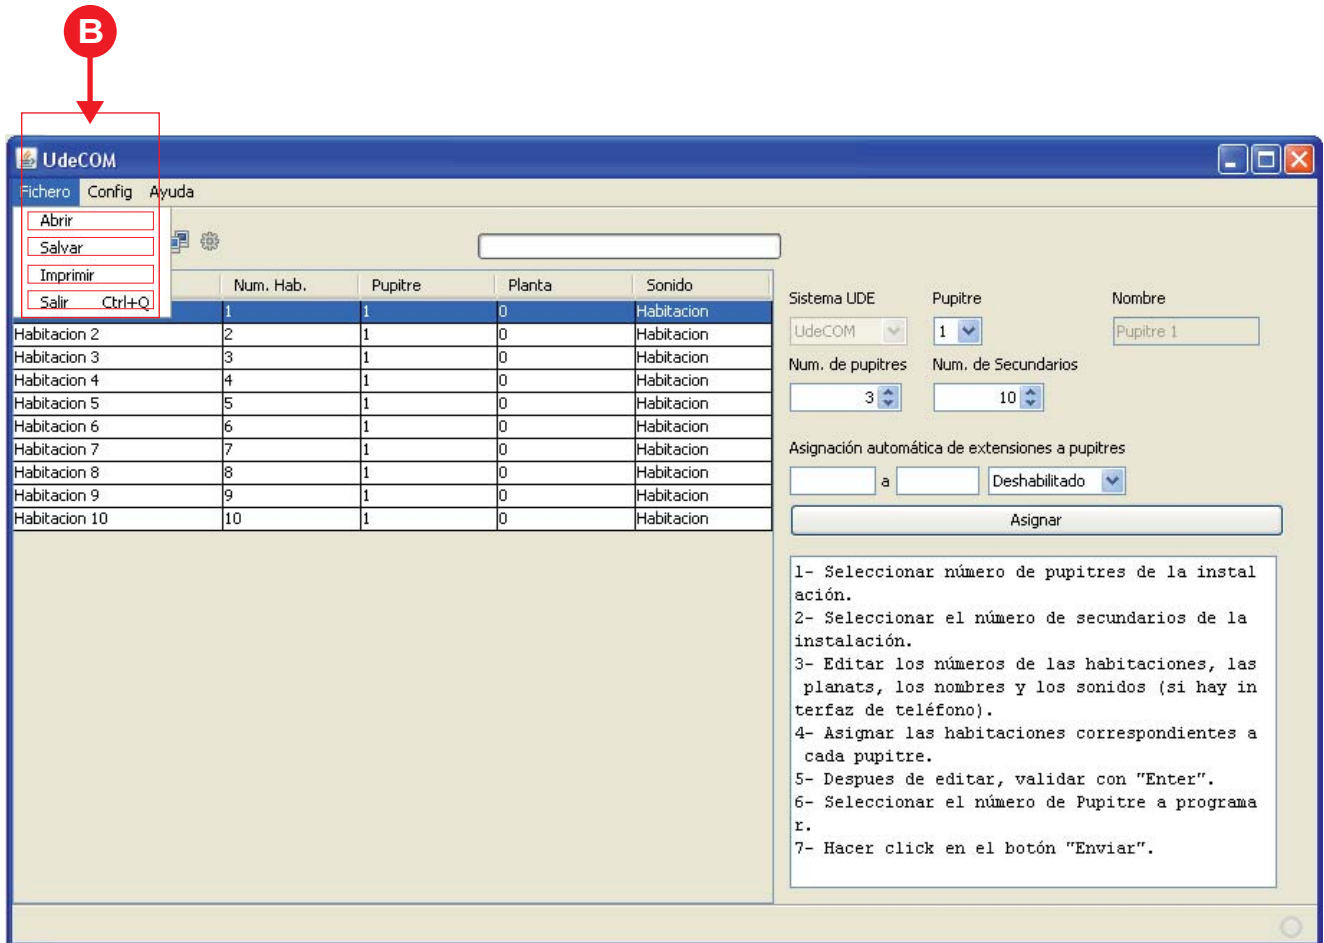 B
UdeCOM
Fichero Config Ayuda
Abrir
Salvar
Imprimir
Salir Ctrl+Q
Num. Hab. Pupitre Planta Sonido
1 1 0 Habitacion
Habitacion 2 2 1 0 Habitacion
Habitacion 3 3 1 0 Habitacion
Habitacion 4 4 1 0 Habitacion
Habitacion 5 5 1 0 Habitacion
Habitacion 6 6 1 0 Habitacion
Habitacion 7 7 1 0 Habitacion
Habitacion 8 8 1 0 Habitacion
Habitacion 9 9 1 0 Habitacion
Habitacion 10 10 1 0 Habitacion
Sistema UDE Pupitre Nombre
UdeCOM 1 Pupitre 1
Num. de pupitres Num. de Secundarios
3 10
Asignación automática de extensiones a pupitres
a Deshabilitado
Asignar
1- Seleccionar número de pupitres de la instal
ación.
2- Seleccionar el número de secundarios de la
instalación.
3- Editar los números de las habitaciones, las
planats, los nombres y los sonidos (si hay in
terfaz de teléfono).
4- Asignar las habitaciones correspondientes a
cada pupitre.
5- Despues de editar, validar con "Enter".
6- Seleccionar el número de Pupitre a programa
r.
7- Hacer click en el botón "Enviar".